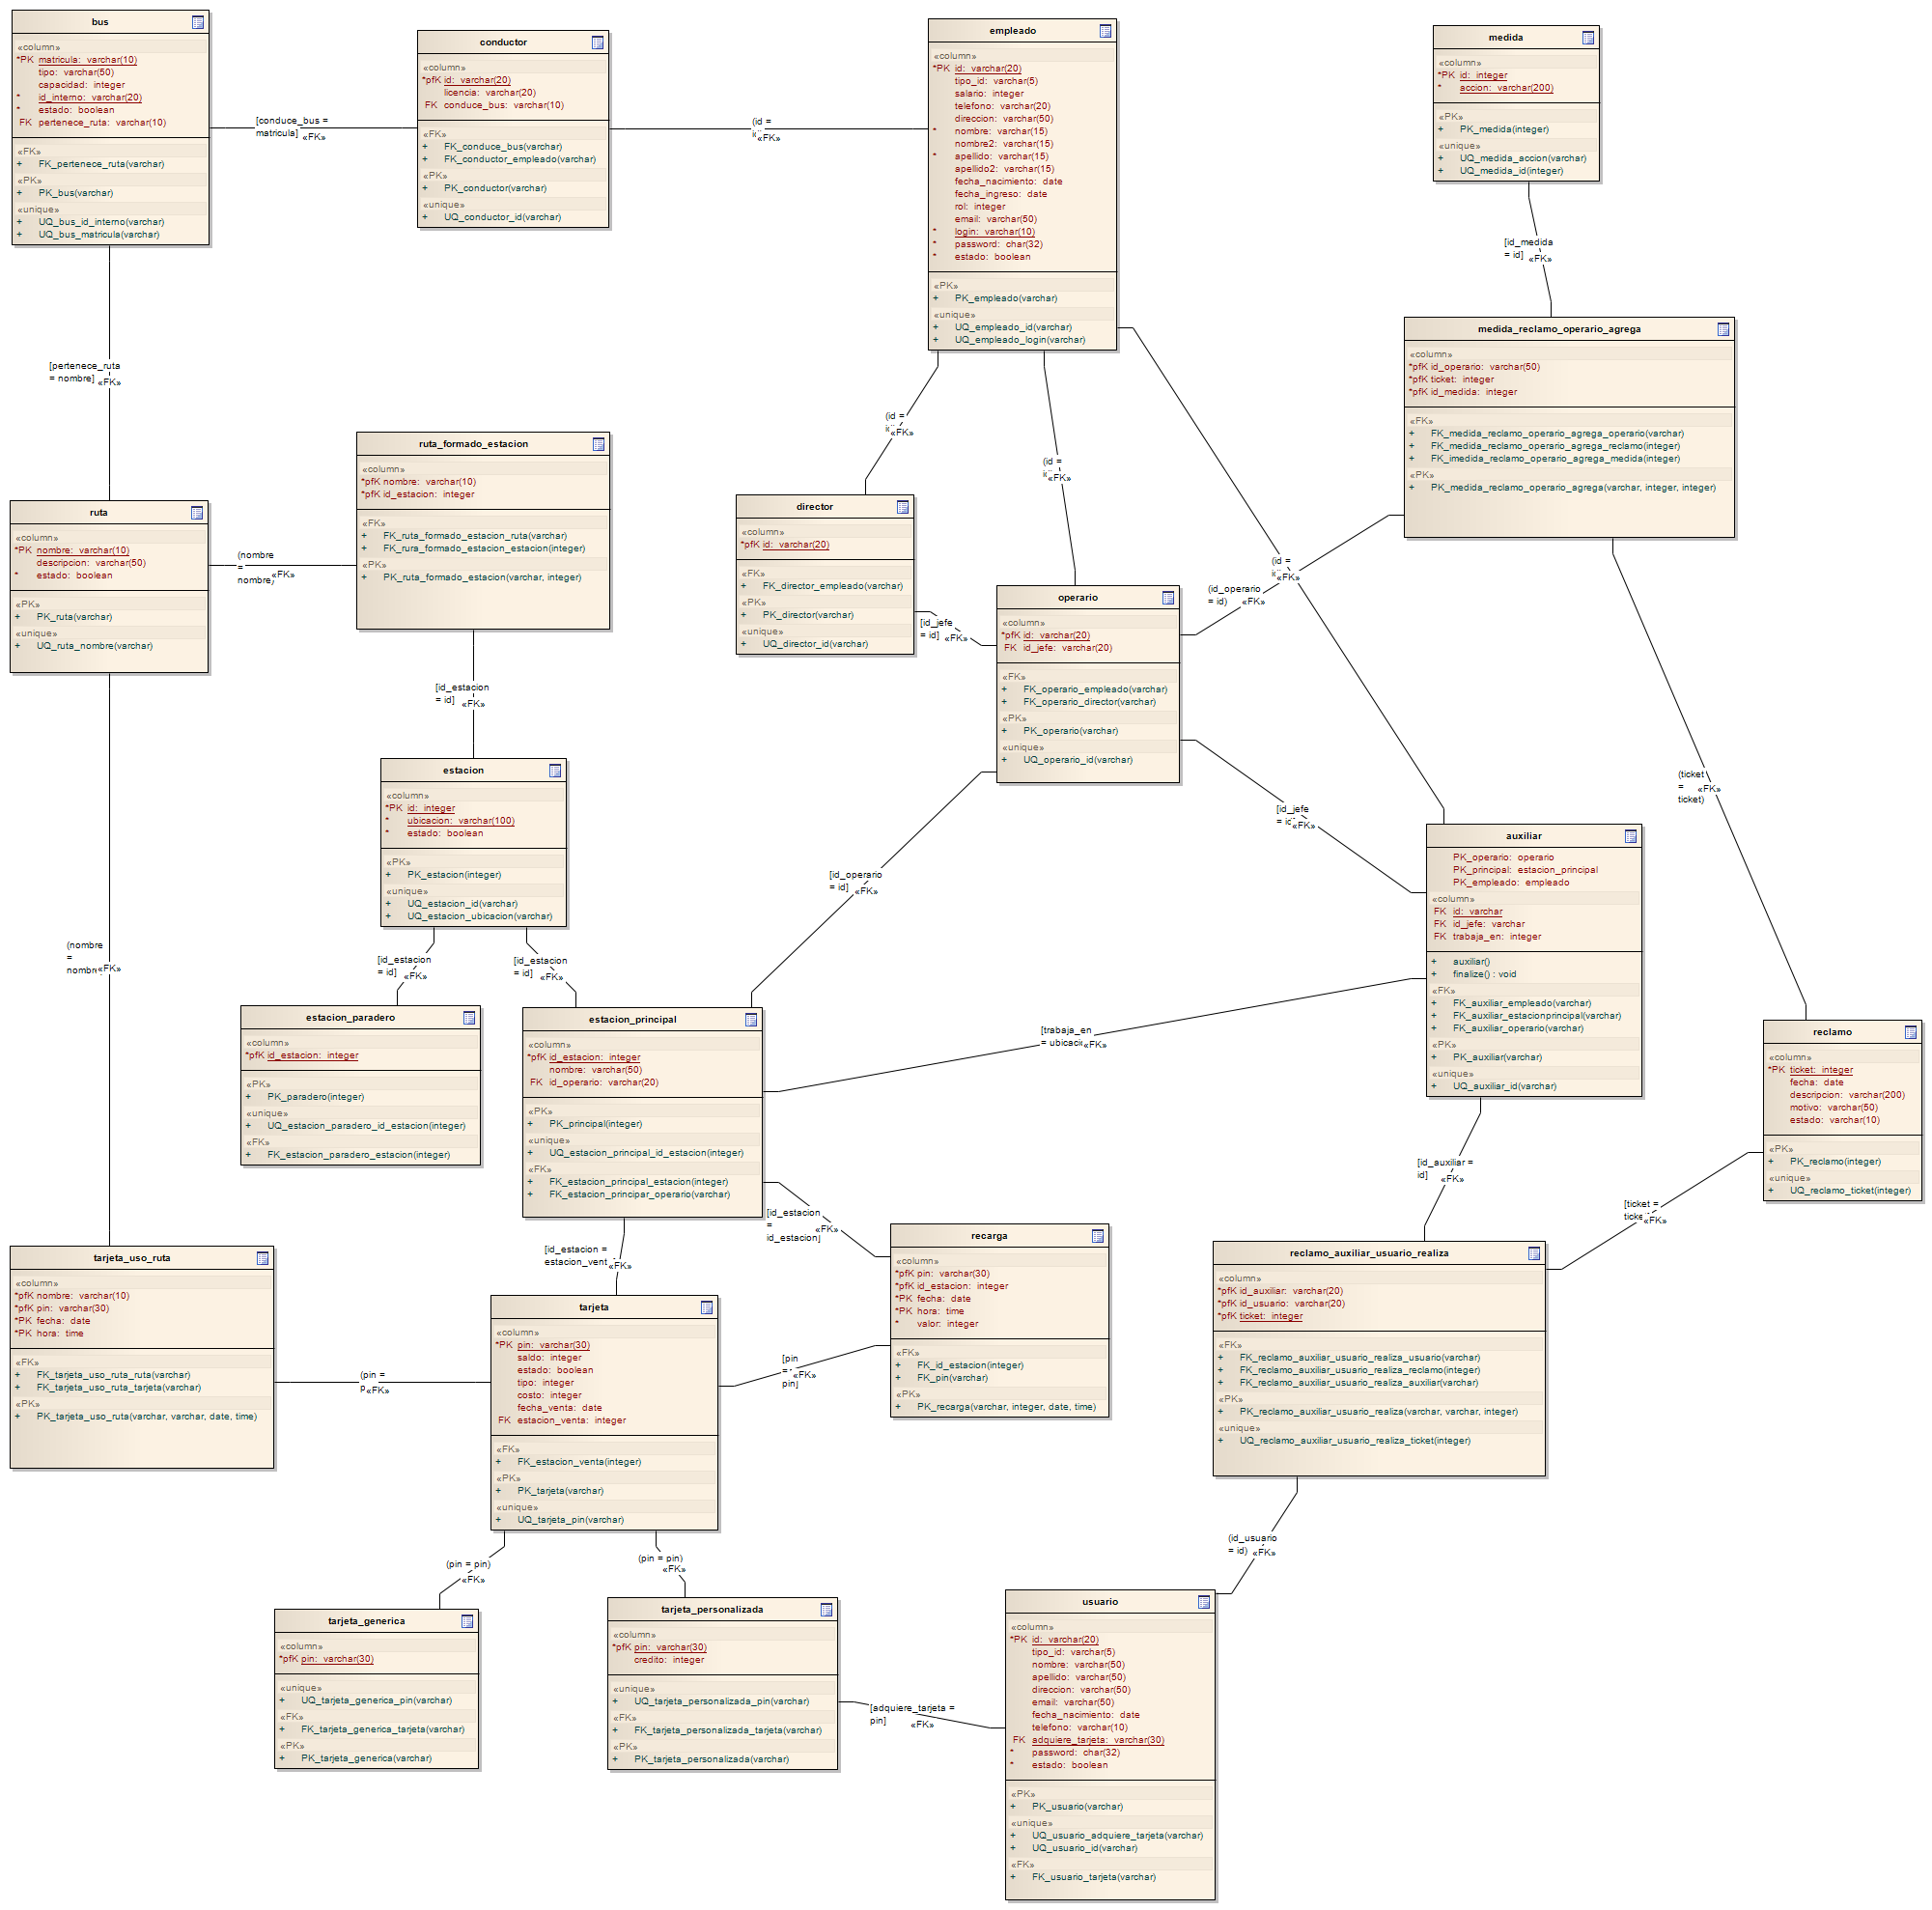 bus
«column»
*PK matricula: varchar(10)
tipo: varchar(50)
capacidad: integer
* id_interno: varchar(20)
* estado: boolean
FK pertenece_ruta: varchar(10)
«FK»
+ FK_pertenece_ruta(varchar)
«PK»
+ PK_bus(varchar)
«unique»
+ UQ_bus_id_interno(varchar)
+ UQ_bus_matricula(varchar)
[conduce_bus =
matricula] «FK»
conductor
«column»
*pfK id: varchar(20)
licencia: varchar(20)
FK conduce_bus: varchar(10)
«FK»
+ FK_conduce_bus(varchar)
+ FK_conductor_empleado(varchar)
«PK»
+ PK_conductor(varchar)
«unique»
+ UQ_conductor_id(varchar)
(id =
«FK»
empleado
«column»
*PK id: varchar(20)
tipo_id: varchar(5)
salario: integer
telefono: varchar(20)
direccion: varchar(50)
* nombre: varchar(15)
nombre2: varchar(15)
* apellido: varchar(15)
apellido2: varchar(15)
fecha_nacimiento: date
fecha_ingreso: date
rol: integer
email: varchar(50)
* login: varchar(10)
* password: char(32)
* estado: boolean
«PK»
+ PK_empleado(varchar)
«unique»
+ UQ_empleado_id(varchar)
+ UQ_empleado_login(varchar)
medida
«column»
*PK id: integer
* accion: varchar(200)
«PK»
+ PK_medida(integer)
«unique»
+ UQ_medida_accion(varchar)
+ UQ_medida_id(integer)
[id_medida
= id] «FK»
medida_reclamo_operario_agrega
«column»
*pfK id_operario: varchar(50)
*pfK ticket: integer
*pfK id_medida: integer
«FK»
+ FK_medida_reclamo_operario_agrega_operario(varchar)
+ FK_medida_reclamo_operario_agrega_reclamo(integer)
+ FK_imedida_reclamo_operario_agrega_medida(integer)
«PK»
+ PK_medida_reclamo_operario_agrega(varchar, integer, integer)
[pertenece_ruta
= nombre] «FK»
(id =
«FK»
(id =
«FK»
(id =
«FK»
ruta_formado_estacion
«column»
*pfK nombre: varchar(10)
*pfK id_estacion: integer
«FK»
+ FK_ruta_formado_estacion_ruta(varchar)
+ FK_rura_formado_estacion_estacion(integer)
«PK»
+ PK_ruta_formado_estacion(varchar, integer)
ruta
«column»
*PK nombre: varchar(10)
descripcion: varchar(50)
* estado: boolean
«PK»
+ PK_ruta(varchar)
«unique»
+ UQ_ruta_nombre(varchar)
(nombre
=
nombre) «FK»
director
«column»
*pfK id: varchar(20)
«FK»
+ FK_director_empleado(varchar)
«PK»
+ PK_director(varchar)
«unique»
+ UQ_director_id(varchar)
[id_jefe
= id] «FK»
operario
«column»
*pfK id: varchar(20)
FK id_jefe: varchar(20)
«FK»
+ FK_operario_empleado(varchar)
+ FK_operario_director(varchar)
«PK»
+ PK_operario(varchar)
«unique»
+ UQ_operario_id(varchar)
(id_operario
= id) «FK»
[id_estacion
= id] «FK»
(ticket
= «FK»
ticket)
[id_jefe
= id] «FK»
[id_operario
= id] «FK»
estacion
«column»
*PK id: integer
* ubicacion: varchar(100)
* estado: boolean
«PK»
+ PK_estacion(integer)
«unique»
+ UQ_estacion_id(varchar)
+ UQ_estacion_ubicacion(varchar)
auxiliar
PK_operario: operario
PK_principal: estacion_principal
PK_empleado: empleado
«column»
FK id: varchar
FK id_jefe: varchar
FK trabaja_en: integer
+ auxiliar()
+ finalize() : void
«FK»
+ FK_auxiliar_empleado(varchar)
+ FK_auxiliar_estacionprincipal(varchar)
+ FK_auxiliar_operario(varchar)
«PK»
+ PK_auxiliar(varchar)
«unique»
+ UQ_auxiliar_id(varchar)
(nombre
=
nombre «FK»
[id_estacion
= id] «FK»
[id_estacion
= id] «FK»
estacion_paradero
«column»
*pfK id_estacion: integer
«PK»
+ PK_paradero(integer)
«unique»
+ UQ_estacion_paradero_id_estacion(integer)
«FK»
+ FK_estacion_paradero_estacion(integer)
estacion_principal
«column»
*pfK id_estacion: integer
nombre: varchar(50)
FK id_operario: varchar(20)
«PK»
+ PK_principal(integer)
«unique»
+ UQ_estacion_principal_id_estacion(integer)
«FK»
+ FK_estacion_principal_estacion(integer)
+ FK_estacion_principar_operario(varchar)
[trabaja_en
= ubicaci «FK»
reclamo
«column»
*PK ticket: integer
fecha: date
descripcion: varchar(200)
motivo: varchar(50)
estado: varchar(10)
«PK»
+ PK_reclamo(integer)
«unique»
+ UQ_reclamo_ticket(integer)
[id_auxiliar =
id] «FK»
[ticket =
ticke «FK»
[id_estacion
= «FK»
id_estacion]
[id_estacion =
estacion_vent «FK»
recarga
«column»
*pfK pin: varchar(30)
*pfK id_estacion: integer
*PK fecha: date
*PK hora: time
* valor: integer
«FK»
+ FK_id_estacion(integer)
+ FK_pin(varchar)
«PK»
+ PK_recarga(varchar, integer, date, time)
reclamo_auxiliar_usuario_realiza
«column»
*pfK id_auxiliar: varchar(20)
*pfK id_usuario: varchar(20)
*pfK ticket: integer
«FK»
+ FK_reclamo_auxiliar_usuario_realiza_usuario(varchar)
+ FK_reclamo_auxiliar_usuario_realiza_reclamo(integer)
+ FK_reclamo_auxiliar_usuario_realiza_auxiliar(varchar)
«PK»
+ PK_reclamo_auxiliar_usuario_realiza(varchar, varchar, integer)
«unique»
+ UQ_reclamo_auxiliar_usuario_realiza_ticket(integer)
tarjeta_uso_ruta
«column»
*pfK nombre: varchar(10)
*pfK pin: varchar(30)
*PK fecha: date
*PK hora: time
«FK»
+ FK_tarjeta_uso_ruta_ruta(varchar)
+ FK_tarjeta_uso_ruta_tarjeta(varchar)
«PK»
+ PK_tarjeta_uso_ruta(varchar, varchar, date, time)
(pin =
p «FK»
tarjeta
«column»
*PK pin: varchar(30)
saldo: integer
estado: boolean
tipo: integer
costo: integer
fecha_venta: date
FK estacion_venta: integer
«FK»
+ FK_estacion_venta(integer)
«PK»
+ PK_tarjeta(varchar)
«unique»
+ UQ_tarjeta_pin(varchar)
[pin
= «FK»
pin]
(pin = pin)
«FK»
(pin = pin)
«FK»
(id_usuario
= id) «FK»
tarjeta_generica
«column»
*pfK pin: varchar(30)
«unique»
+ UQ_tarjeta_generica_pin(varchar)
«FK»
+ FK_tarjeta_generica_tarjeta(varchar)
«PK»
+ PK_tarjeta_generica(varchar)
tarjeta_personalizada
«column»
*pfK pin: varchar(30)
credito: integer
«unique»
+ UQ_tarjeta_personalizada_pin(varchar)
«FK»
+ FK_tarjeta_personalizada_tarjeta(varchar)
«PK»
+ PK_tarjeta_personalizada(varchar)
[adquiere_tarjeta =
pin] «FK»
usuario
«column»
*PK id: varchar(20)
tipo_id: varchar(5)
nombre: varchar(50)
apellido: varchar(50)
direccion: varchar(50)
email: varchar(50)
fecha_nacimiento: date
telefono: varchar(10)
FK adquiere_tarjeta: varchar(30)
* password: char(32)
* estado: boolean
«PK»
+ PK_usuario(varchar)
«unique»
+ UQ_usuario_adquiere_tarjeta(varchar)
+ UQ_usuario_id(varchar)
«FK»
+ FK_usuario_tarjeta(varchar)